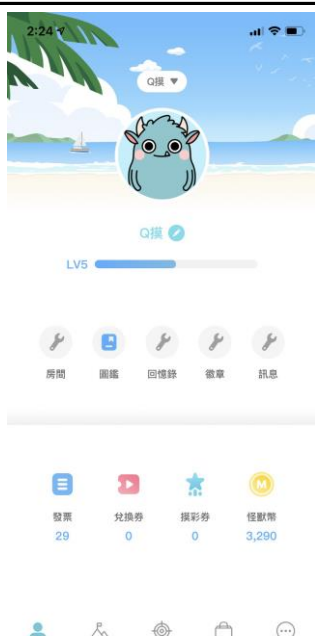 2:24
Q摸 ▼
Q摸
LV5
房間 圖鑑 回憶錄 徽章 訊息
發票 兌換券 摸彩券 怪獸幣
29 0 0 3,290